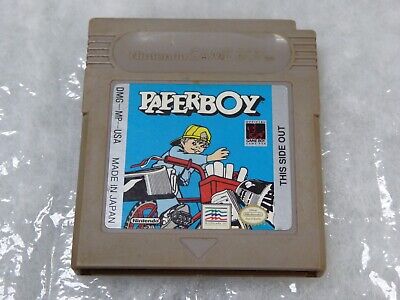 Nintendo GAME BOY
PAPERBOY
DMG-MP-USA
MADE IN JAPAN
THIS SIDE OUT
Nintendo